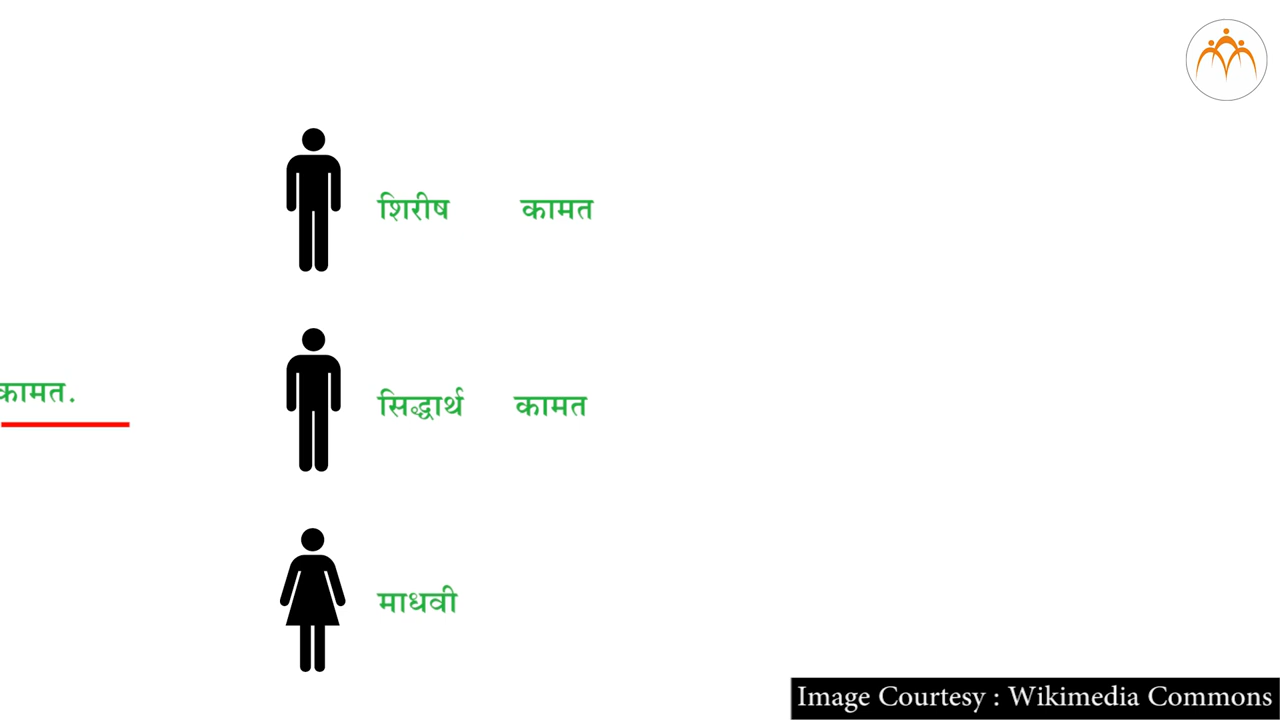 शिरीष कामत
कामत.
सिद्धार्थ कामत
माधवी
Image Courtesy : Wikimedia Commons